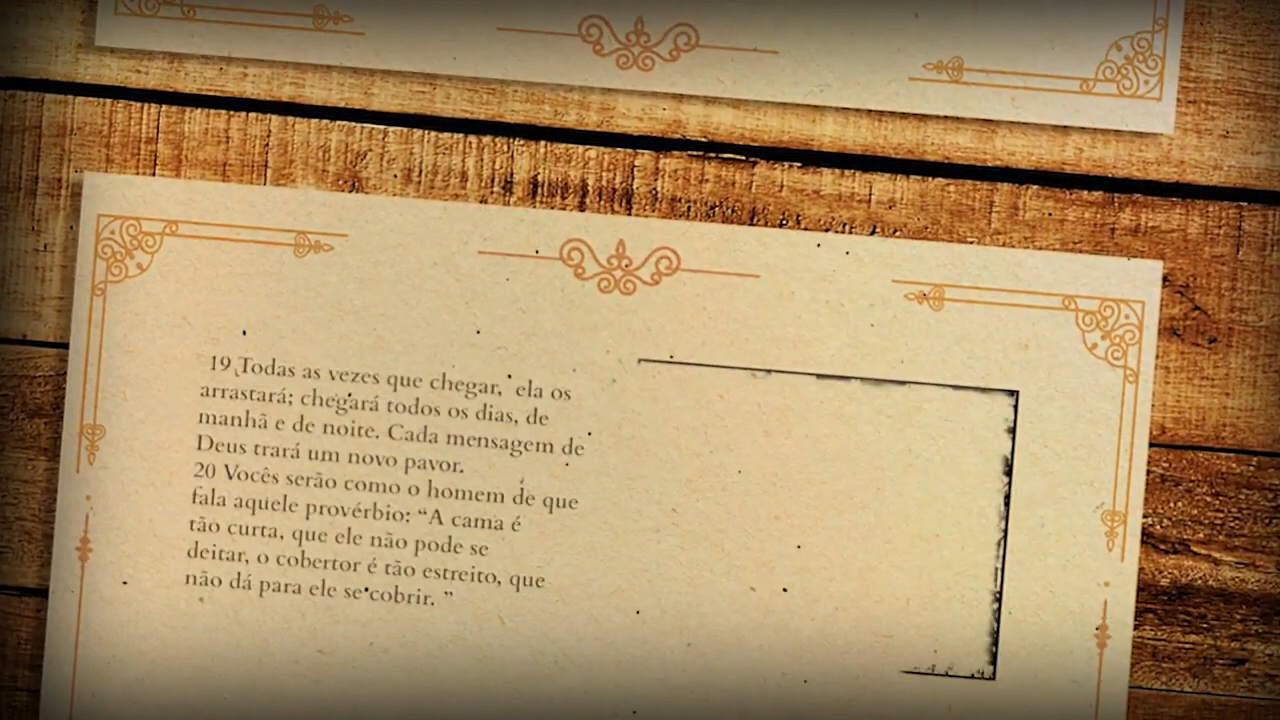 19 Todas as vezes que chegar, ela os
arrastará; chegará todos os dias, de
manhã e de noite. Cada mensagem de
Deus trará um novo pavor.
20 Vocês serão como o homem de que
fala aquele provérbio: “A cama é
tão curta, que ele não pode se
deitar, o cobertor é tão estreito, que
não dá para ele se cobrir. ”